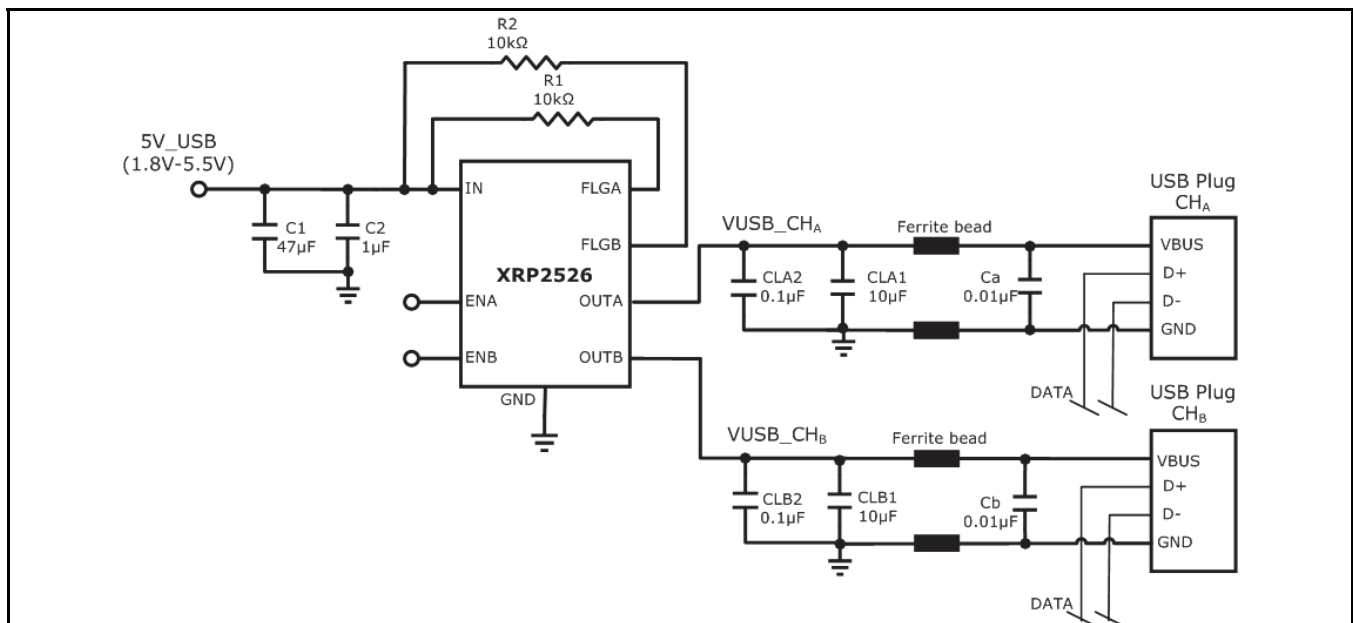 R2
10kΩ
R1
10kΩ
5V_USB
(1.8V-5.5V)
C1
47µF
C2
1µF
IN
FLGA
FLGB
XRP2526
ENA
OUTA
ENB
OUTB
GND
VUSB_CHA
Ferrite bead
CLA2
0.1µF
CLA1
10µF
Ca
0.01µF
USB Plug
CHA
VBUS
D+
D-
GND
DATA
VUSB_CHB
Ferrite bead
CLB2
0.1µF
CLB1
10µF
Cb
0.01µF
USB Plug
CHB
VBUS
D+
D-
GND
DATA